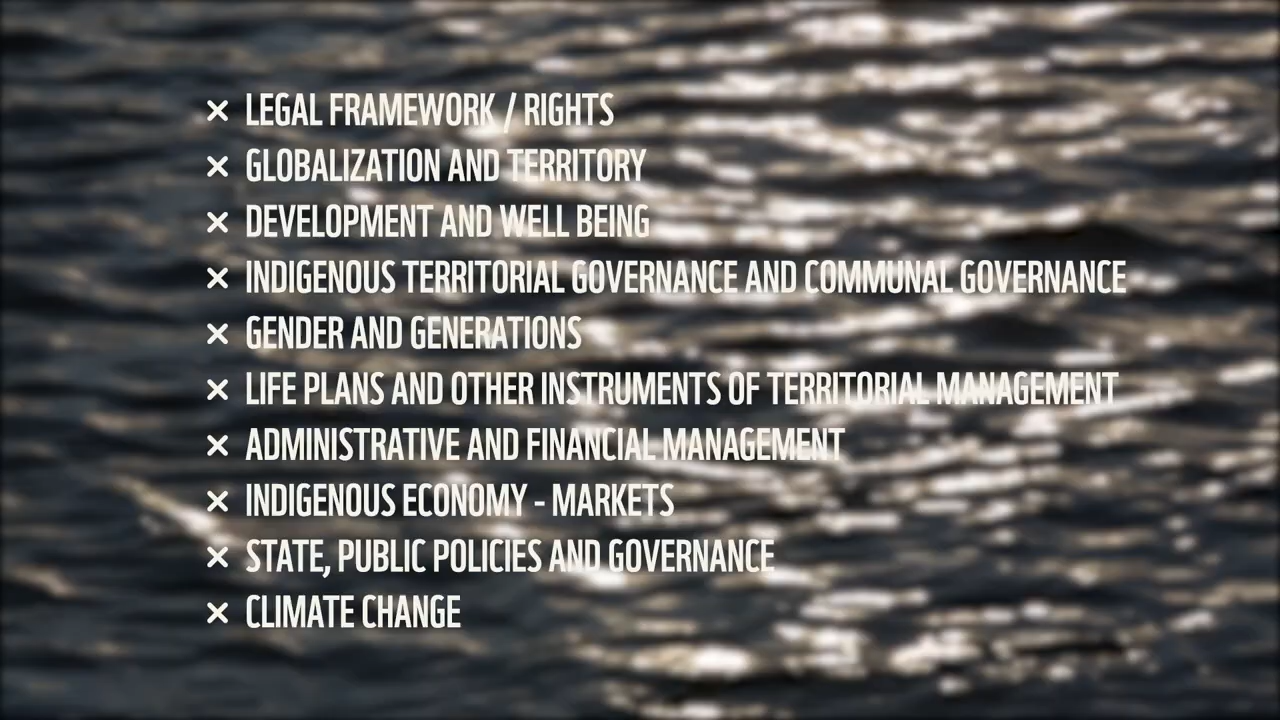 × LEGAL FRAMEWORK / RIGHTS
× GLOBALIZATION AND TERRITORY
× DEVELOPMENT AND WELL BEING
× INDIGENOUS TERRITORIAL GOVERNANCE AND COMMUNAL GOVERNANCE
× GENDER AND GENERATIONS
× LIFE PLANS AND OTHER INSTRUMENTS OF TERRITORIAL MANAGEMENT
× ADMINISTRATIVE AND FINANCIAL MANAGEMENT
× INDIGENOUS ECONOMY - MARKETS
× STATE, PUBLIC POLICIES AND GOVERNANCE
× CLIMATE CHANGE